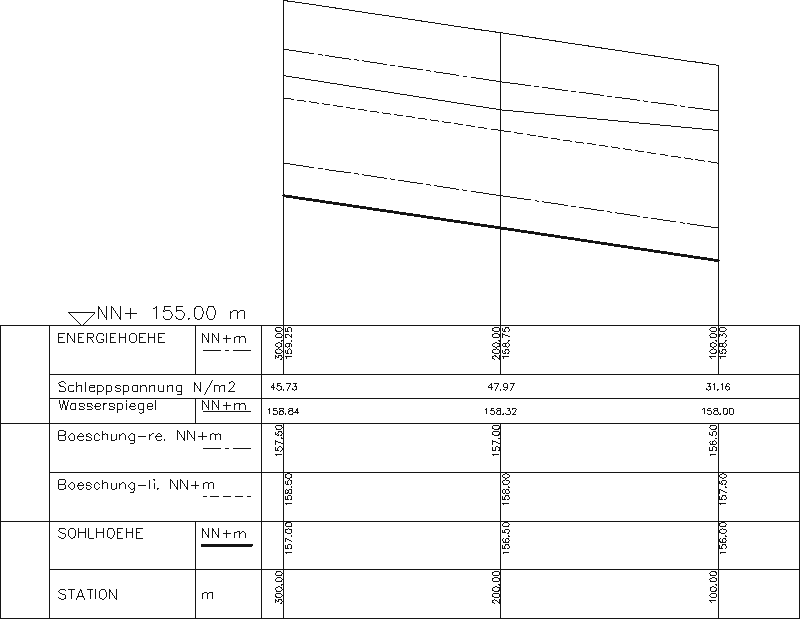 NN+ 155.00 m
ENERGIEHOEHE NN+m 300.00 159.25 200.00 158.75 100.00 158.30
Schleppspannung N/m2 45.73 47.97 31.16
Wasserspiegel NN+m 158.84 158.32 158.00
Boeschung-re. NN+m 157.50 157.00 156.50
Boeschung-li. NN+m 158.50 158.00 157.50
SOHLHOEHE NN+m 157.00 156.50 156.00
STATION m 300.00 200.00 100.00